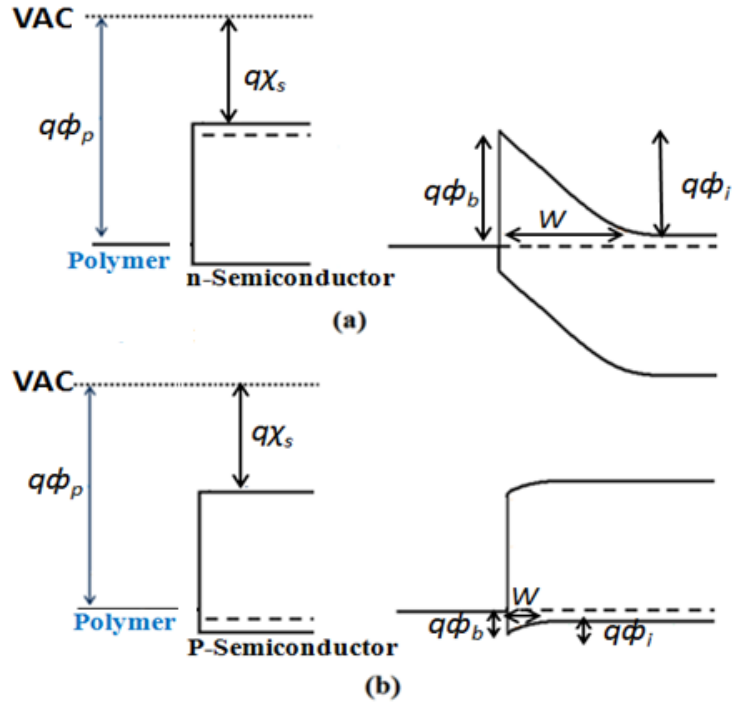 VAC
qχs
qϕp
Polymer
n-Semiconductor
qϕb
W
qϕi
(a)
VAC
qχs
qϕp
Polymer
P-Semiconductor
W
qϕb
qϕi
(b)